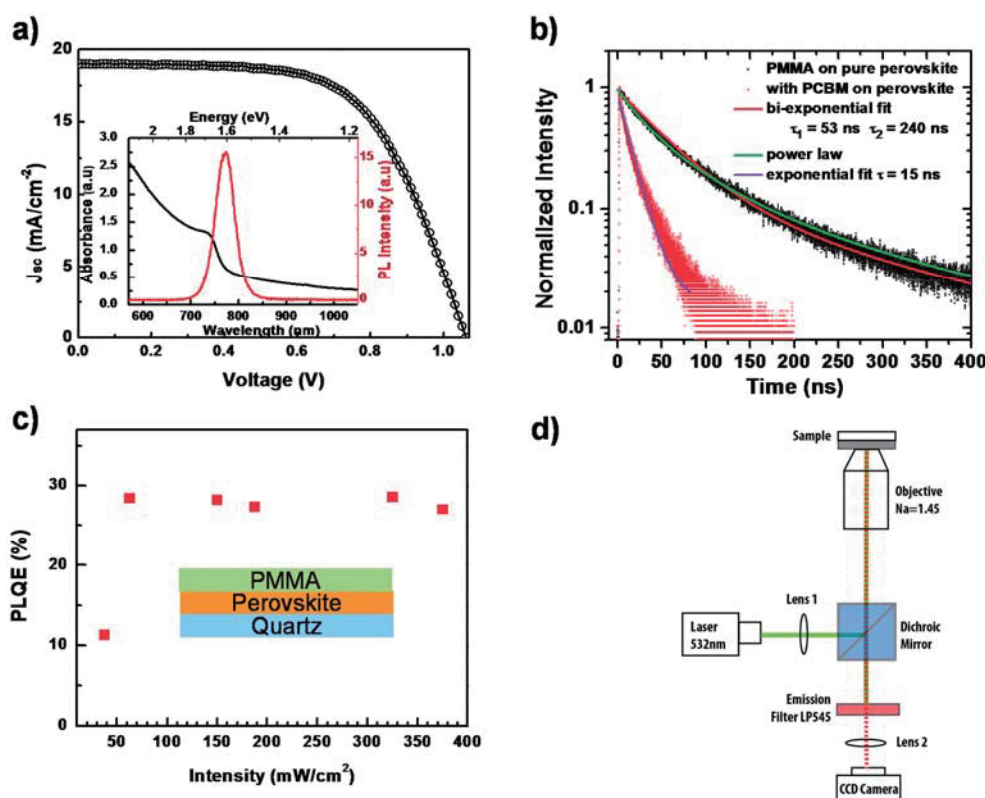 a)
20
15
10
5
0
J_SC (mA/cm^-2)
0.0 0.2 0.4 0.6 0.8 1.0
Voltage (V)
Energy (eV)
2 1.8 1.6 1.4 1.2
3.0
2.5
2.0
1.5
1.0
0.5
0.0
Absorbance (a.u)
15
10
5
0
PL Intensity (a.u)
600 700 800 900 1000
Wavelength (nm)
b)
PMMA on pure perovskite
with PCBM on perovskite
bi-exponential fit
τ₁ = 53 ns τ₂ = 240 ns
power law
exponential fit τ = 15 ns
1
0.1
0.01
Normalized Intensity
0 50 100 150 200 250 300 350 400
Time (ns)
c)
30
20
10
0
PLQE (%)
PMMA
Perovskite
Quartz
50 100 150 200 250 300 350 400
Intensity (mW/cm²)
d)
Sample
Objective
Na=1.45
Lens 1
Laser
532nm
Dichroic
Mirror
Emission
Filter LP545
Lens 2
CCD Camera